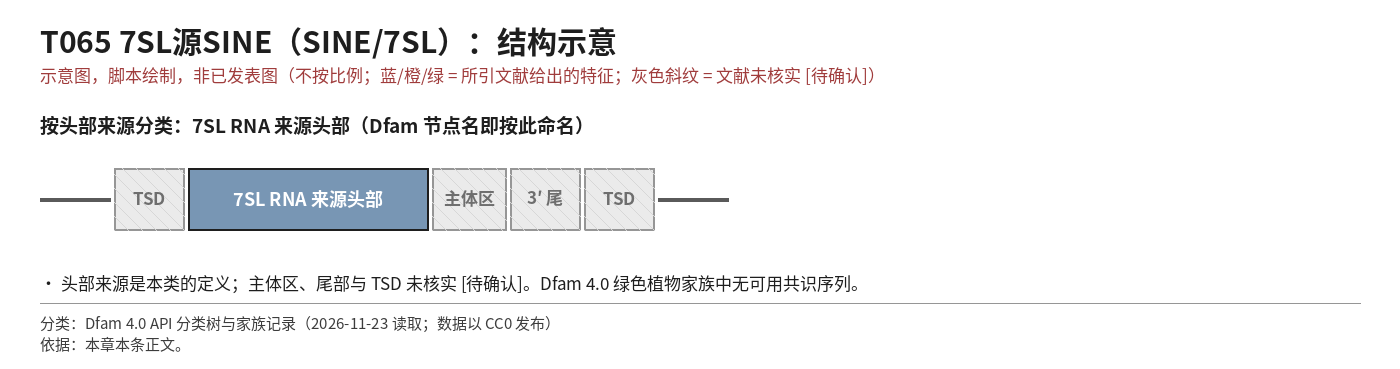 T065 7SL源SINE（SINE/7SL）：结构示意
示意图，脚本绘制，非已发表图（不按比例；蓝/橙/绿 = 所引文献给出的特征；灰色斜纹 = 文献未核实 [待确认]）
按头部来源分类：7SL RNA 来源头部（Dfam 节点名即按此命名）
TSD 7SL RNA 来源头部 主体区 3′ 尾 TSD
· 头部来源是本类的定义；主体区、尾部与 TSD 未核实 [待确认]。Dfam 4.0 绿色植物家族中无可用共识序列。
分类：Dfam 4.0 API 分类树与家族记录（2026-11-23 读取；数据以 CC0 发布）
依据：本章本条正文。